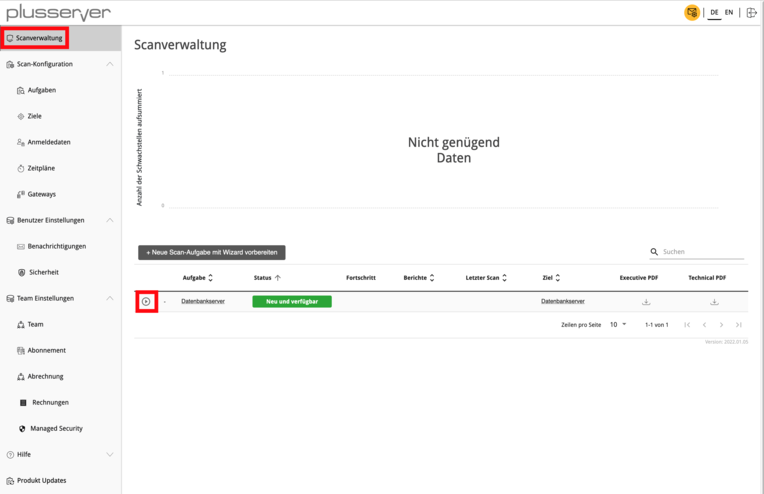 plusserver
DE EN
Scanverwaltung
Scan-Konfiguration
Aufgaben
Ziele
Anmeldedaten
Zeitpläne
Gateways
Benutzer Einstellungen
Benachrichtigungen
Sicherheit
Team Einstellungen
Team
Abonnement
Abrechnung
Rechnungen
Managed Security
Hilfe
Produkt Updates
Scanverwaltung
Anzahl der Schwachstellen aufsummiert
1
0
Nicht genügend
Daten
+ Neue Scan-Aufgabe mit Wizard vorbereiten
Suchen
Aufgabe Status Fortschritt Berichte Letzter Scan Ziel Executive PDF Technical PDF
- Datenbankserver Neu und verfügbar Datenbankserver
Zeilen pro Seite 10 1-1 von 1
Version: 2022.01.05